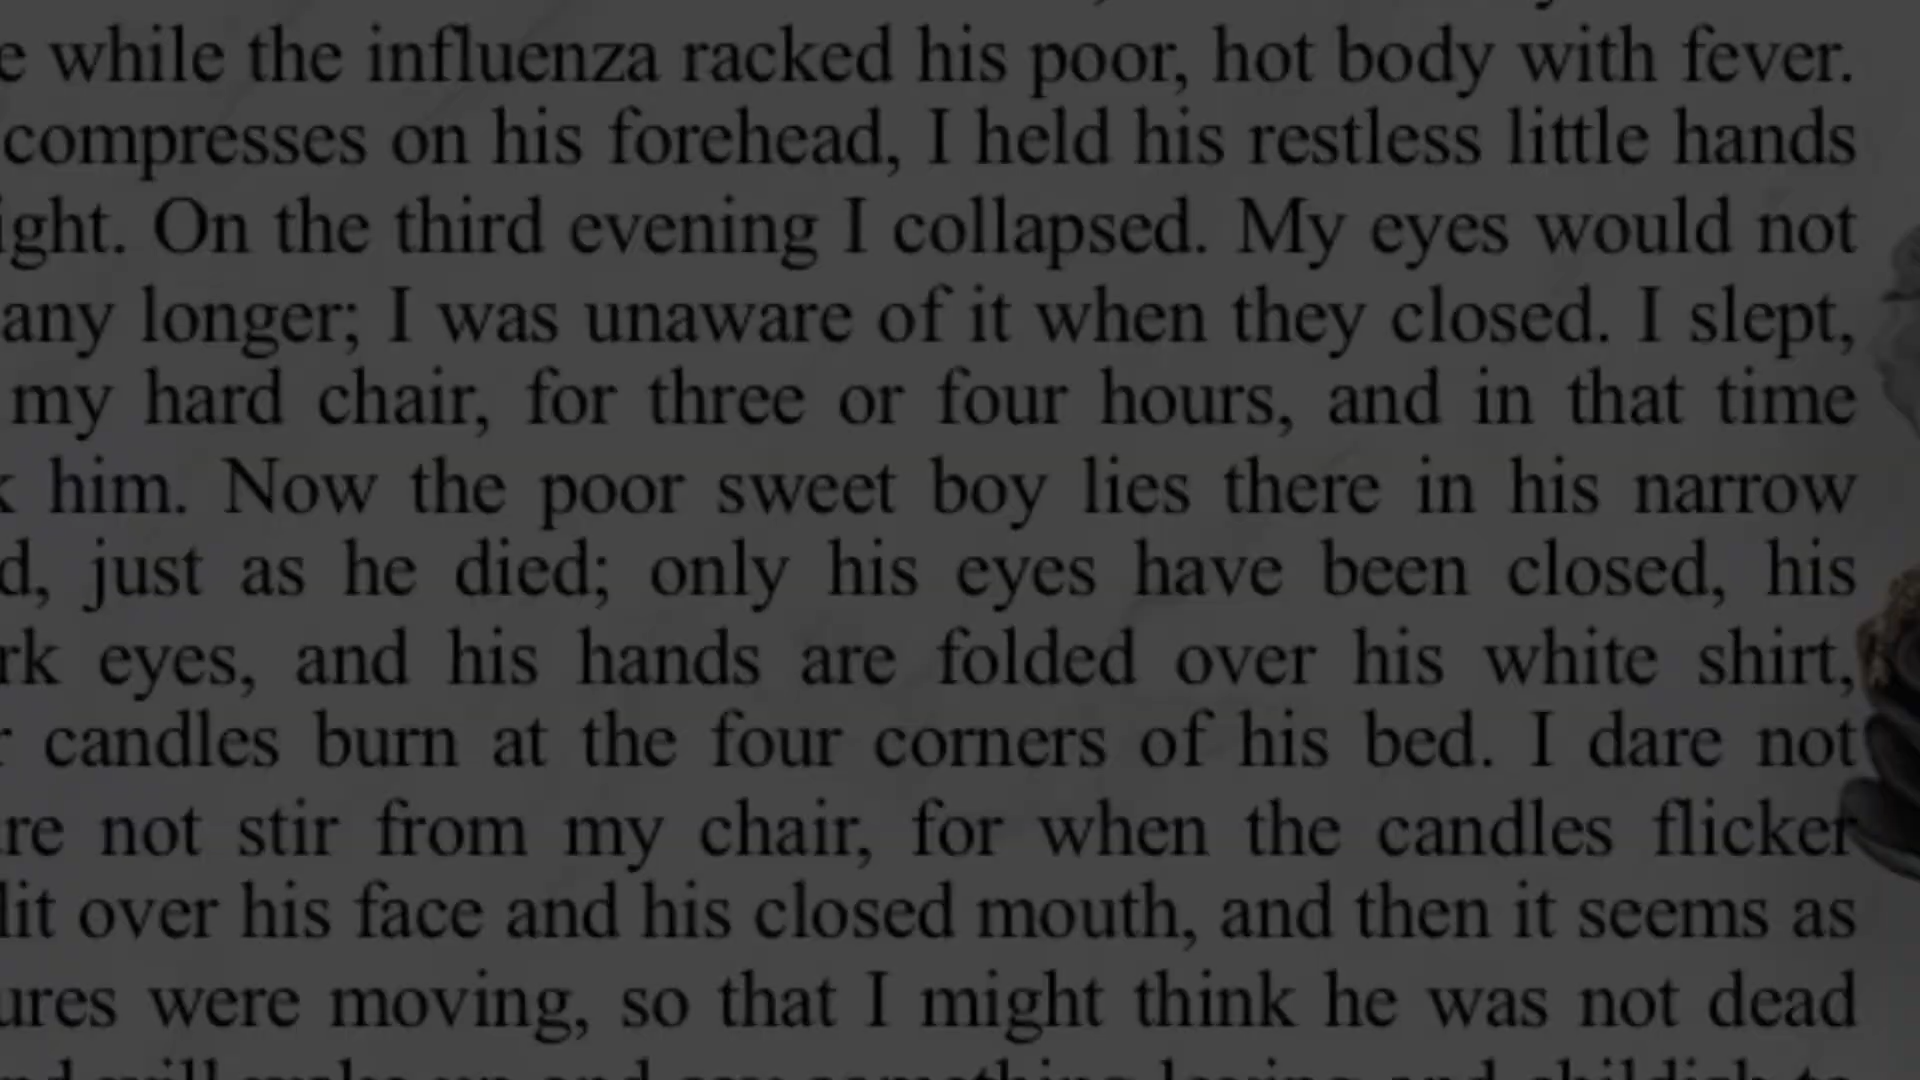 e while the influenza racked his poor, hot body with fever.
compresses on his forehead, I held his restless little hands
ight. On the third evening I collapsed. My eyes would not
any longer; I was unaware of it when they closed. I slept,
my hard chair, for three or four hours, and in that time
k him. Now the poor sweet boy lies there in his narrow
d, just as he died; only his eyes have been closed, his
rk eyes, and his hands are folded over his white shirt,
r candles burn at the four corners of his bed. I dare not
re not stir from my chair, for when the candles flicker
lit over his face and his closed mouth, and then it seems as
ures were moving, so that I might think he was not dead